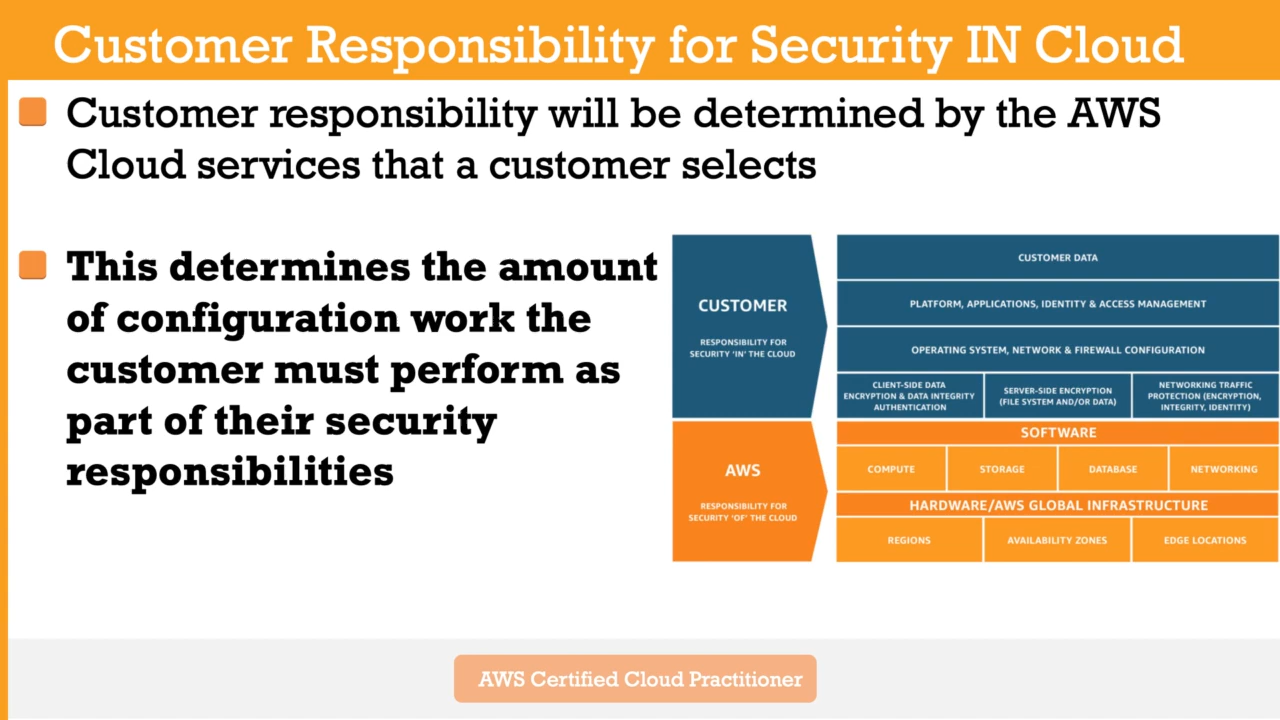 Customer Responsibility for Security IN Cloud
Customer responsibility will be determined by the AWS
Cloud services that a customer selects
This determines the amount
of configuration work the
customer must perform as
part of their security
responsibilities
CUSTOMER
RESPONSIBILITY FOR
SECURITY 'IN' THE CLOUD
CUSTOMER DATA
PLATFORM, APPLICATIONS, IDENTITY & ACCESS MANAGEMENT
OPERATING SYSTEM, NETWORK & FIREWALL CONFIGURATION
CLIENT-SIDE DATA
ENCRYPTION & DATA INTEGRITY
AUTHENTICATION
SERVER-SIDE ENCRYPTION
(FILE SYSTEM AND/OR DATA)
NETWORKING TRAFFIC
PROTECTION (ENCRYPTION,
INTEGRITY, IDENTITY)
AWS
RESPONSIBILITY FOR
SECURITY 'OF' THE CLOUD
SOFTWARE
COMPUTE
STORAGE
DATABASE
NETWORKING
HARDWARE/AWS GLOBAL INFRASTRUCTURE
REGIONS
AVAILABILITY ZONES
EDGE LOCATIONS
AWS Certified Cloud Practitioner